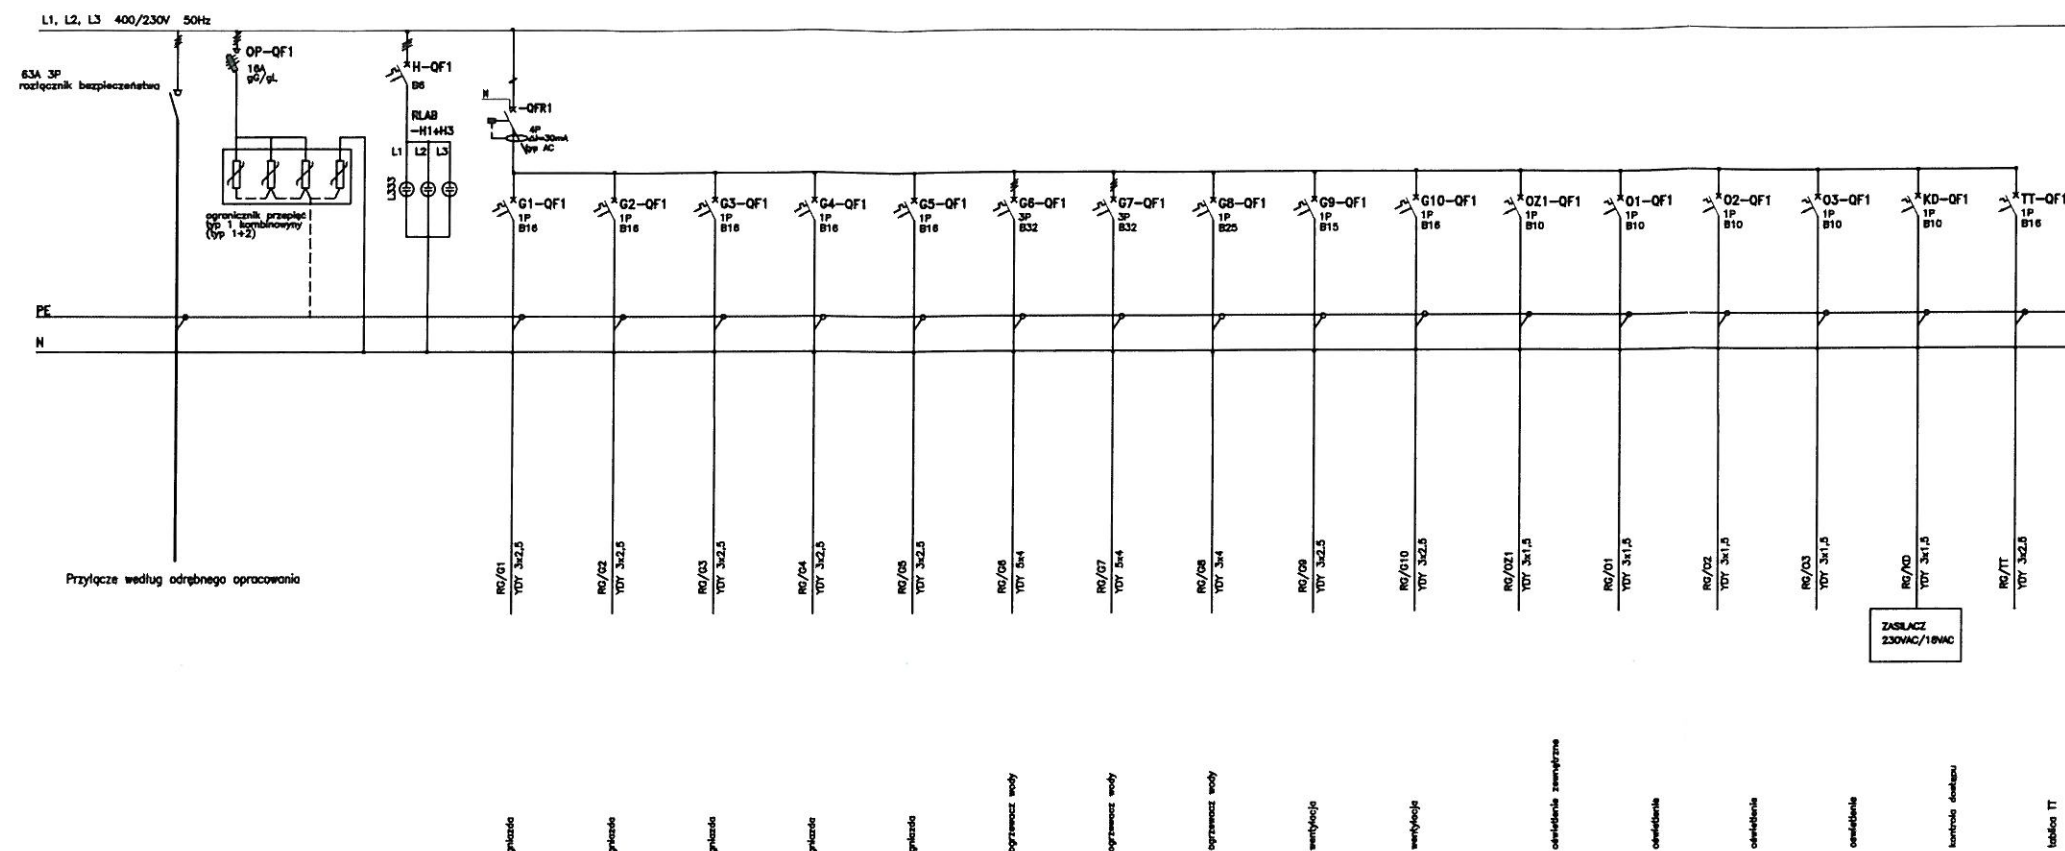 L1, L2, L3 400/230V 50Hz
63A 3P
rozłącznik bezpieczeństwa
OP-QF1
16A
gG/gL
ogranicznik przepięć
typ 1 kombinowyny
(typ 1+2)
H-QF1
B6
RLAB
-H1+H3
L1 L2 L3
L333
N
-QFR1
4P
ΔI=30mA
typ AC
G1-QF1
1P
B16
G2-QF1
1P
B16
G3-QF1
1P
B16
G4-QF1
1P
B16
G5-QF1
1P
B16
G6-QF1
3P
B32
G7-QF1
3P
B32
G8-QF1
1P
B25
G9-QF1
1P
B15
G10-QF1
1P
B16
OZ1-QF1
1P
B10
O1-QF1
1P
B10
O2-QF1
1P
B10
O3-QF1
1P
B10
KD-QF1
1P
B10
TT-QF1
1P
B16
PE
N
Przyłącze według odrębnego opracowania
RG/G1
YDY 3x2,5
RG/G2
YDY 3x2,5
RG/G3
YDY 3x2,5
RG/G4
YDY 3x2,5
RG/G5
YDY 3x2,5
RG/G6
YDY 5x4
RG/G7
YDY 5x4
RG/G8
YDY 3x4
RG/G9
YDY 3x2,5
RG/G10
YDY 3x2,5
RG/OZ1
YDY 3x1,5
RG/O1
YDY 3x1,5
RG/O2
YDY 3x1,5
RG/O3
YDY 3x1,5
RG/KD
YDY 3x1,5
RG/TT
YDY 3x2,5
ZASILACZ
230VAC/18VAC
gniazda
gniazda
gniazda
gniazda
gniazda
ogrzewacz wody
ogrzewacz wody
ogrzewacz wody
wentylacja
wentylacja
oświetlenie zewnętrzne
oświetlenie
oświetlenie
oświetlenie
kontrola dostępu
tablica TT